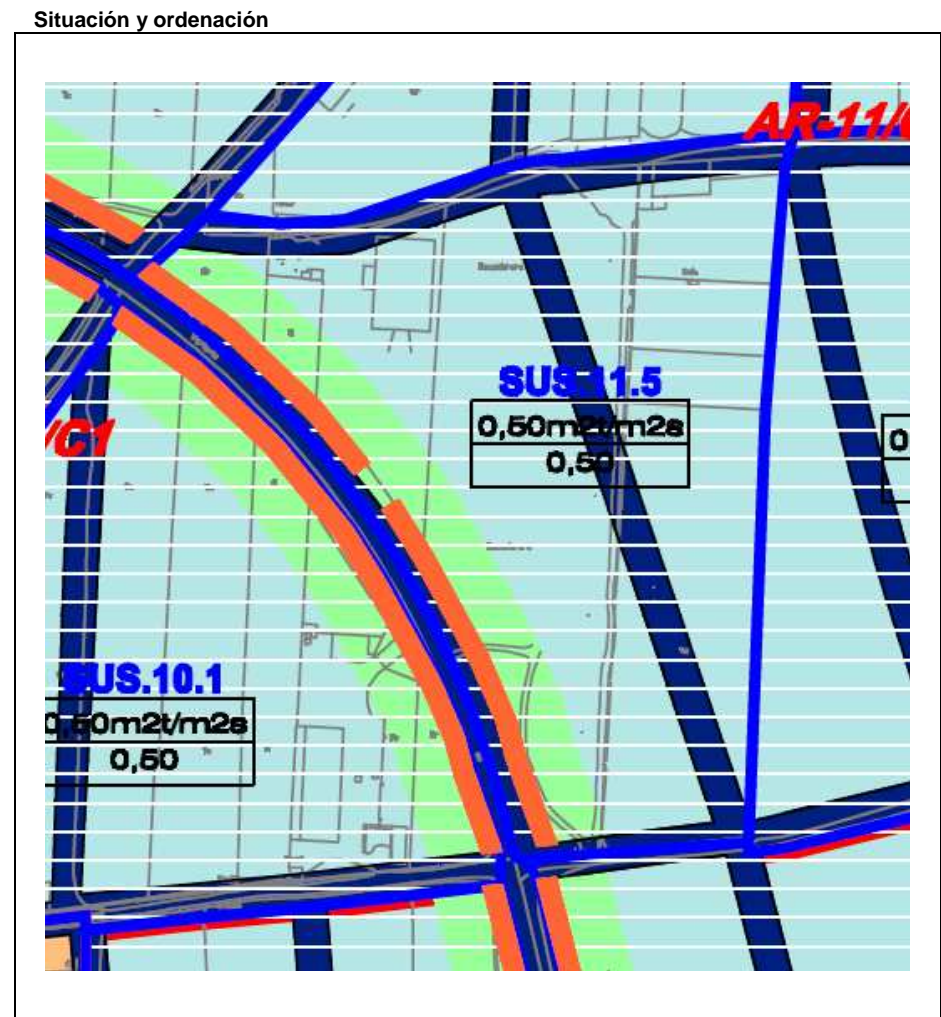 Situación y ordenación
AR-11/
SUS.11.5
0,50m2t/m2s
0,50
0
/C1
SUS.10.1
0,50m2t/m2s
0,50